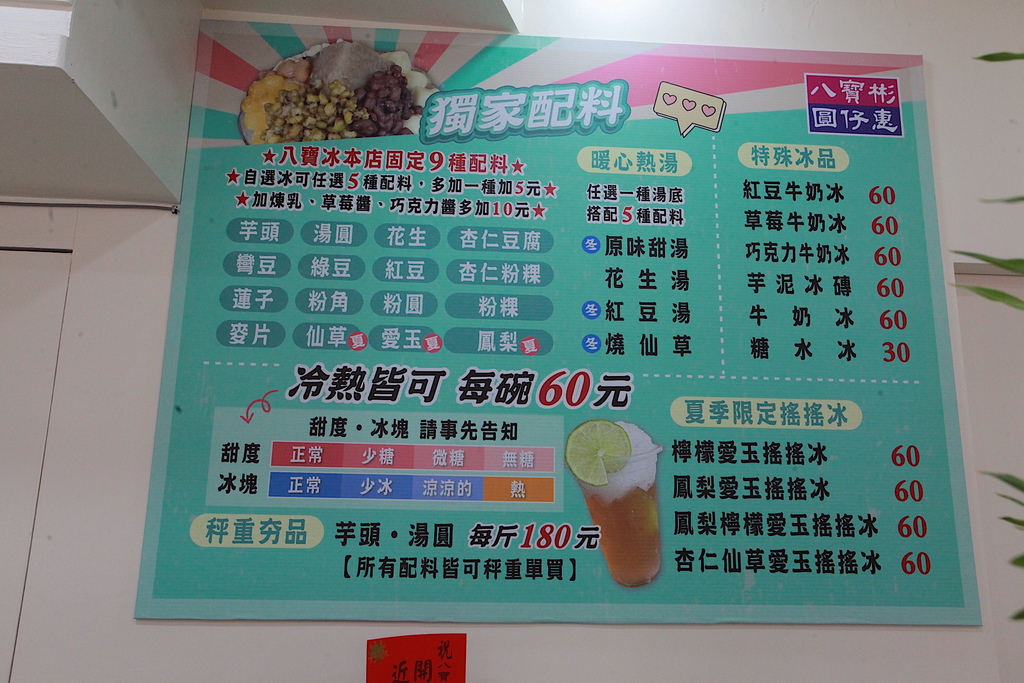 獨家配料
八寶彬
圓仔惠
★八寶冰本店固定9種配料★
★自選冰可任選5種配料，多加一種加5元★
★加煉乳、草莓醬、巧克力醬多加10元★
芋頭 湯圓 花生 杏仁豆腐
彎豆 綠豆 紅豆 杏仁粉粿
蓮子 粉角 粉圓 粉粿
麥片 仙草夏 愛玉夏 鳳梨夏
暖心熱湯
任選一種湯底
搭配5種配料
冬 原味甜湯
花生湯
冬 紅豆湯
冬 燒仙草
特殊冰品
紅豆牛奶冰 60
草莓牛奶冰 60
巧克力牛奶冰 60
芋泥冰磚 60
牛奶冰 60
糖水冰 30
冷熱皆可 每碗60元
甜度·冰塊 請事先告知
甜度 正常 少糖 微糖 無糖
冰塊 正常 少冰 涼涼的 熱
秤重夯品 芋頭·湯圓 每斤180元
【所有配料皆可秤重單買】
夏季限定搖搖冰
檸檬愛玉搖搖冰 60
鳳梨愛玉搖搖冰 60
鳳梨檸檬愛玉搖搖冰 60
杏仁仙草愛玉搖搖冰 60
祝八寶
開
近